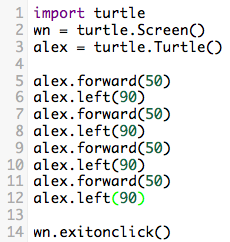 1 import turtle
2 wn = turtle.Screen()
3 alex = turtle.Turtle()
4
5 alex.forward(50)
6 alex.left(90)
7 alex.forward(50)
8 alex.left(90)
9 alex.forward(50)
10 alex.left(90)
11 alex.forward(50)
12 alex.left(90)
13
14 wn.exitonclick()